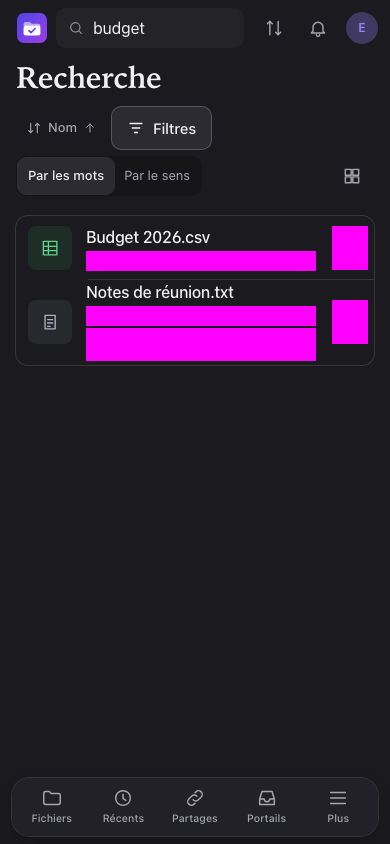 budget
E
Recherche
Nom
Filtres
Par les mots
Par le sens
Budget 2026.csv
Notes de réunion.txt
Fichiers
Récents
Partages
Portails
Plus